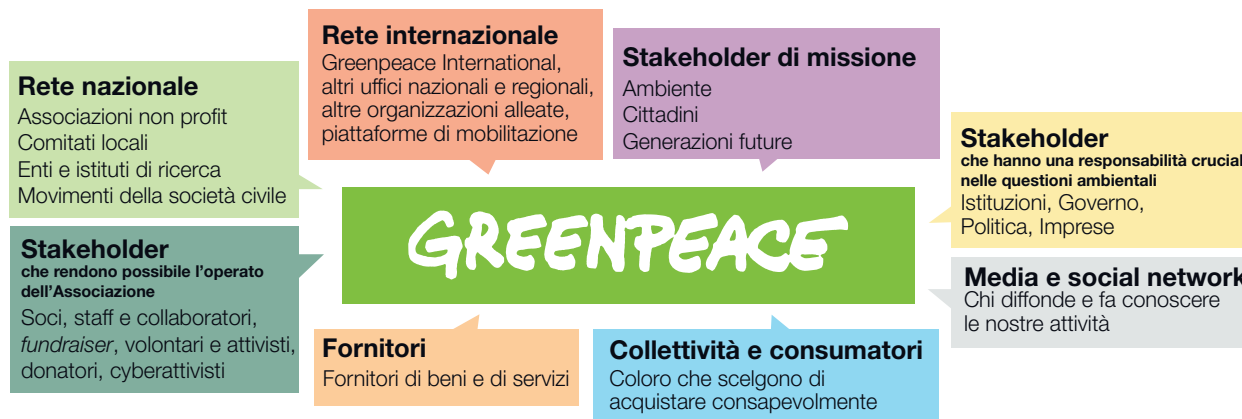 Rete nazionale
Associazioni non profit
Comitati locali
Enti e istituti di ricerca
Movimenti della società civile
Rete internazionale
Greenpeace International,
altri uffici nazionali e regionali,
altre organizzazioni alleate,
piattaforme di mobilitazione
Stakeholder di missione
Ambiente
Cittadini
Generazioni future
Stakeholder
che hanno una responsabilità crucial
nelle questioni ambientali
Istituzioni, Governo,
Politica, Imprese
GREENPEACE
Stakeholder
che rendono possibile l'operato
dell'Associazione
Soci, staff e collaboratori,
fundraiser, volontari e attivisti,
donatori, cyberattivisti
Fornitori
Fornitori di beni e di servizi
Collettività e consumatori
Coloro che scelgono di
acquistare consapevolmente
Media e social network
Chi diffonde e fa conoscere
le nostre attività